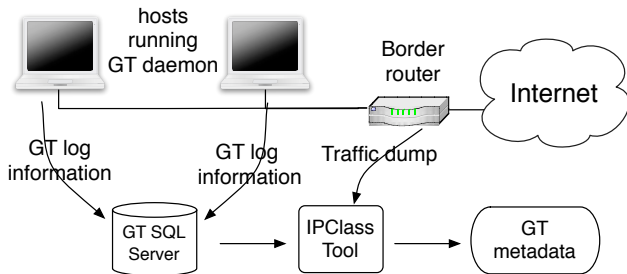 hosts
running
GT daemon
Border
router
Internet
GT log
information
GT log
information
Traffic dump
GT SQL
Server
IPClass
Tool
GT
metadata